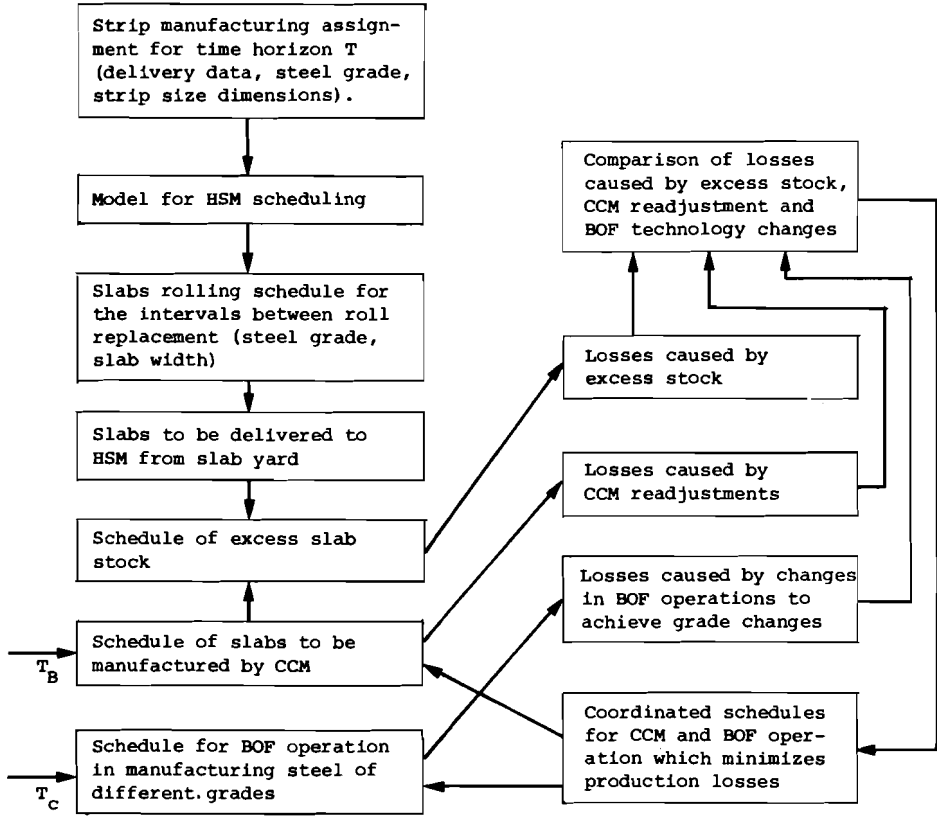 Strip manufacturing assign-
ment for time horizon T
(delivery data, steel grade,
strip size dimensions).
Model for HSM scheduling
Slabs rolling schedule for
the intervals between roll
replacement (steel grade,
slab width)
Slabs to be delivered to
HSM from slab yard
Schedule of excess slab
stock
Schedule of slabs to be
manufactured by CCM
T_B
Schedule for BOF operation
in manufacturing steel of
different.grades
T_C
Comparison of losses
caused by excess stock,
CCM readjustment and
BOF technology changes
Losses caused by
excess stock
Losses caused by
CCM readjustments
Losses caused by changes
in BOF operations to
achieve grade changes
Coordinated schedules
for CCM and BOF oper-
ation which minimizes
production losses